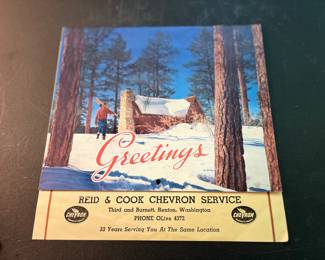 Greetings
REID & COOK CHEVRON SERVICE
Third and Burnett, Renton, Washington
PHONE OLive 4372
33 Years Serving You At The Same Location
CHEVRON
CHEVRON